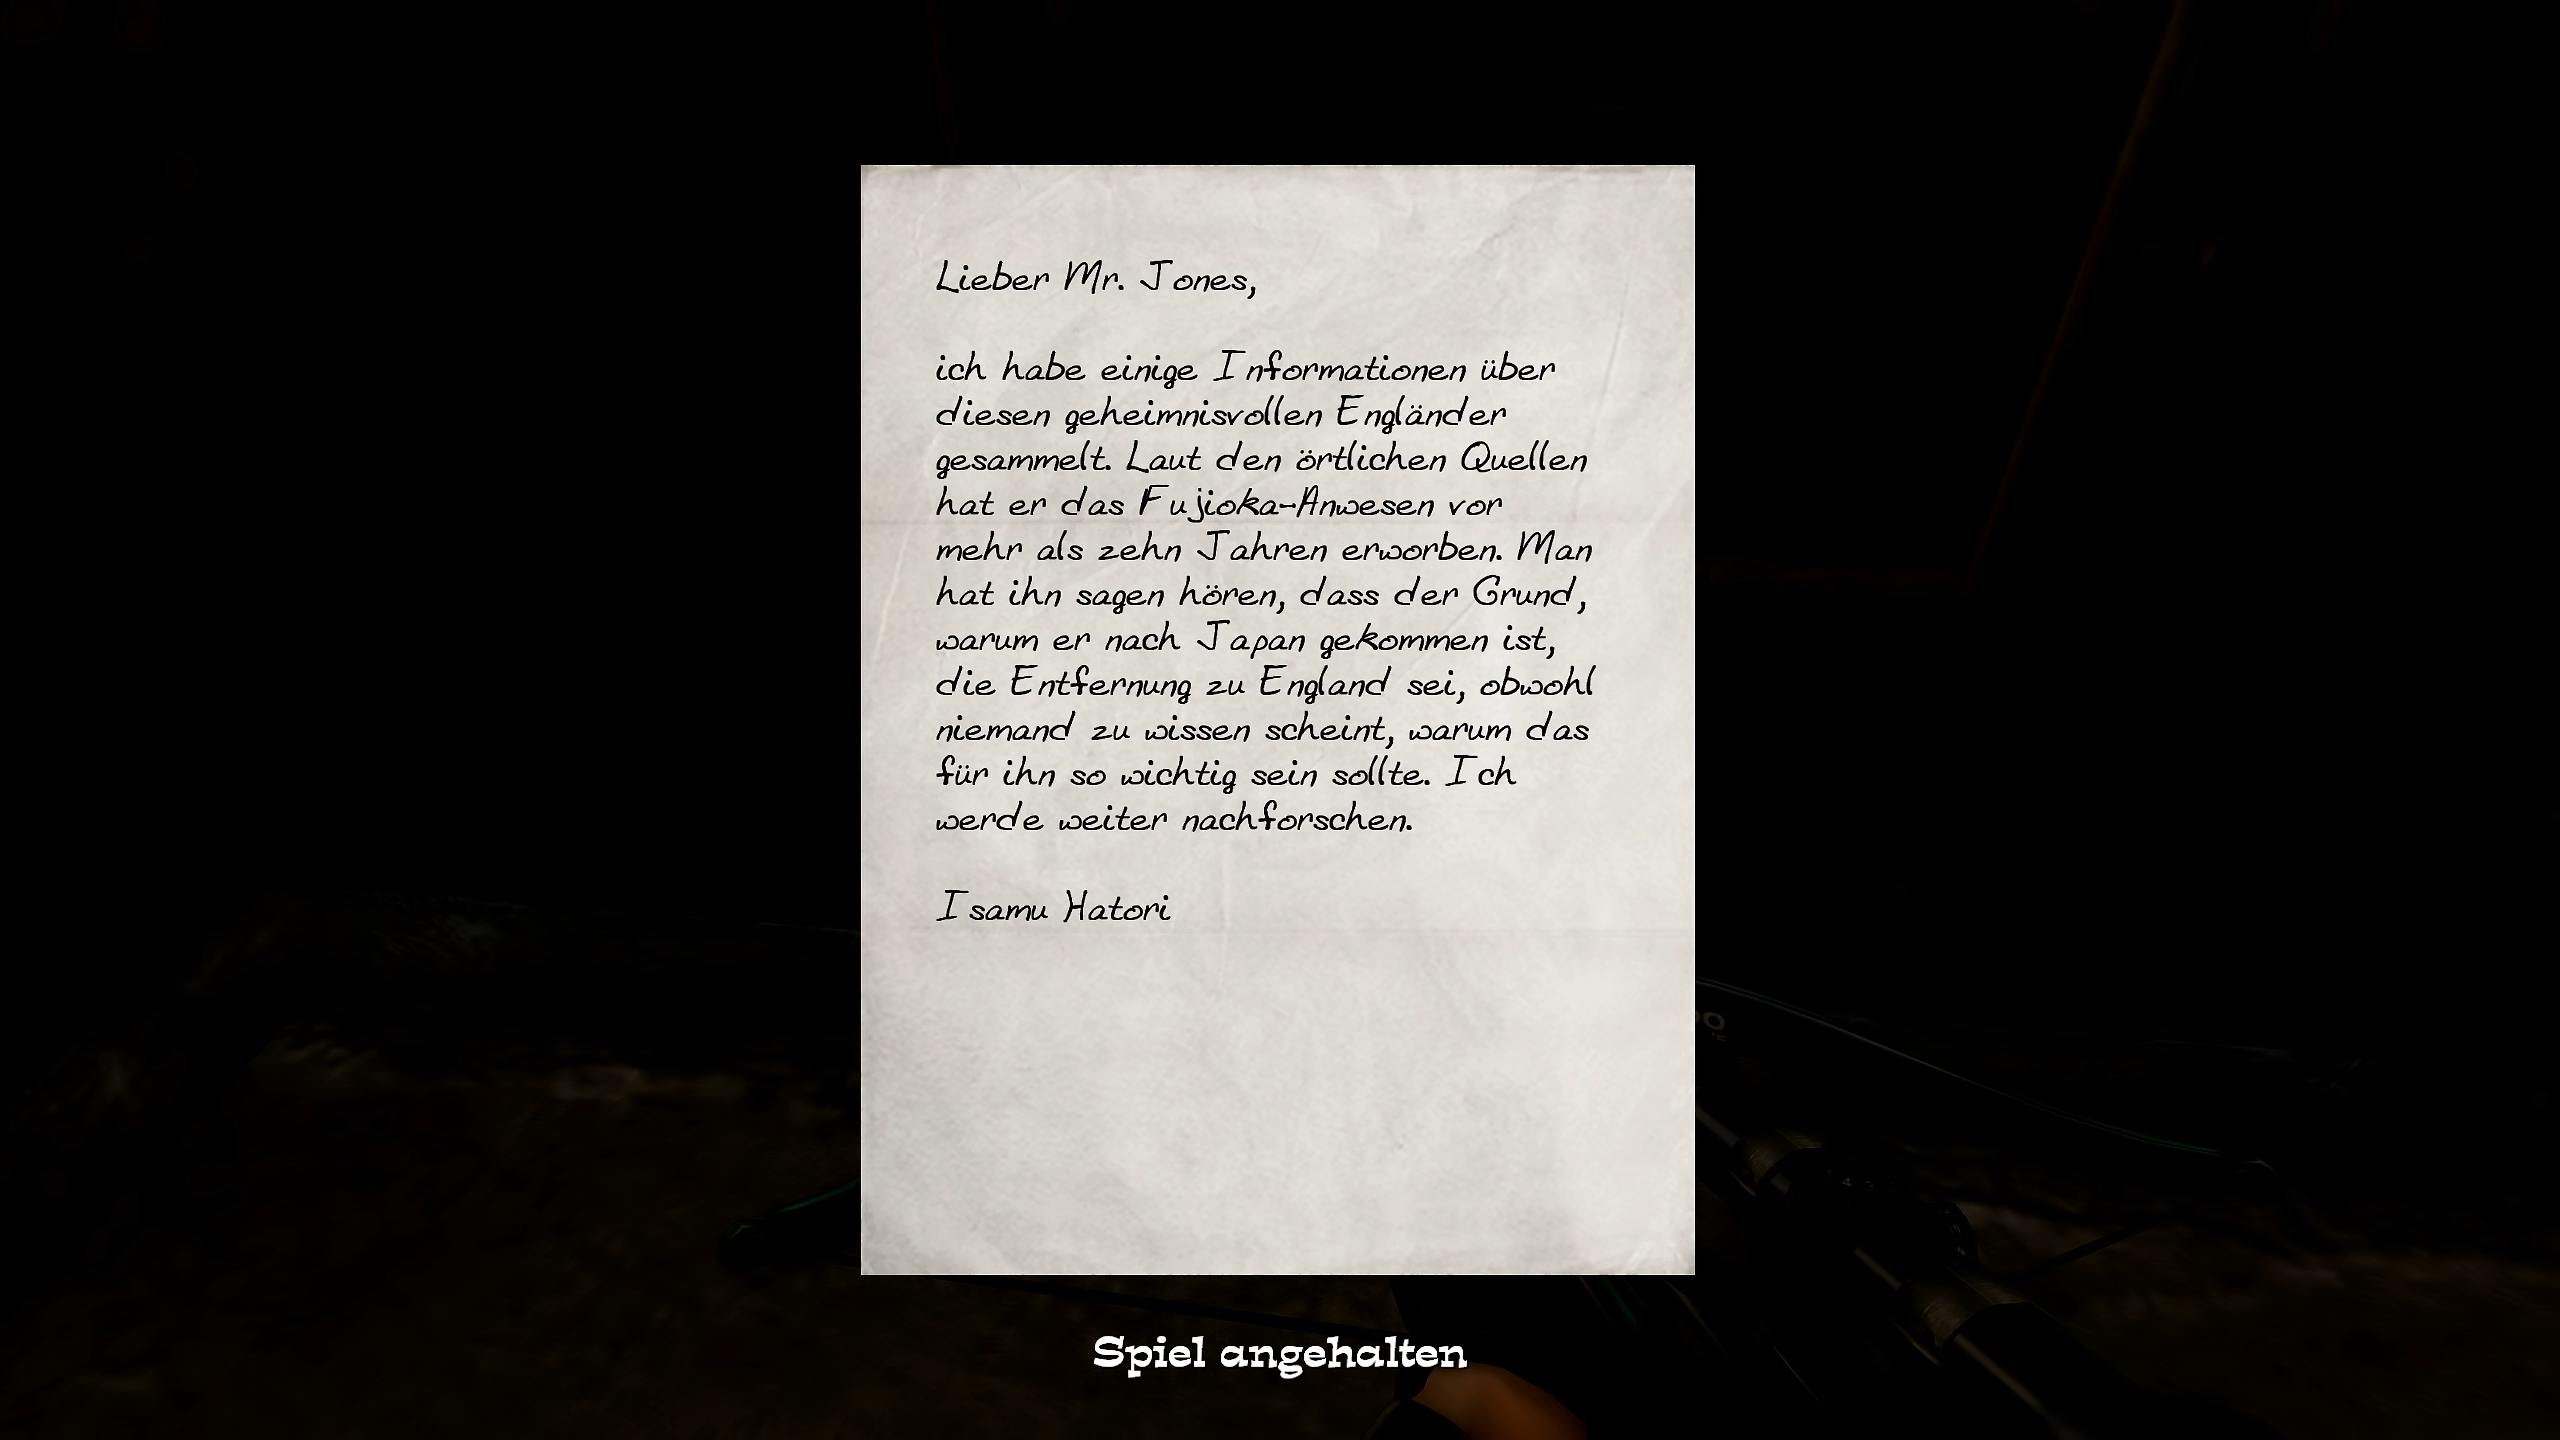 Lieber Mr. Jones,
ich habe einige Informationen über
diesen geheimnisvollen Engländer
gesammelt. Laut den örtlichen Quellen
hat er das Fujioka-Anwesen vor
mehr als zehn Jahren erworben. Man
hat ihn sagen hören, dass der Grund,
warum er nach Japan gekommen ist,
die Entfernung zu England sei, obwohl
niemand zu wissen scheint, warum das
für ihn so wichtig sein sollte. Ich
werde weiter nachforschen.
Isamu Hatori
Spiel angehalten